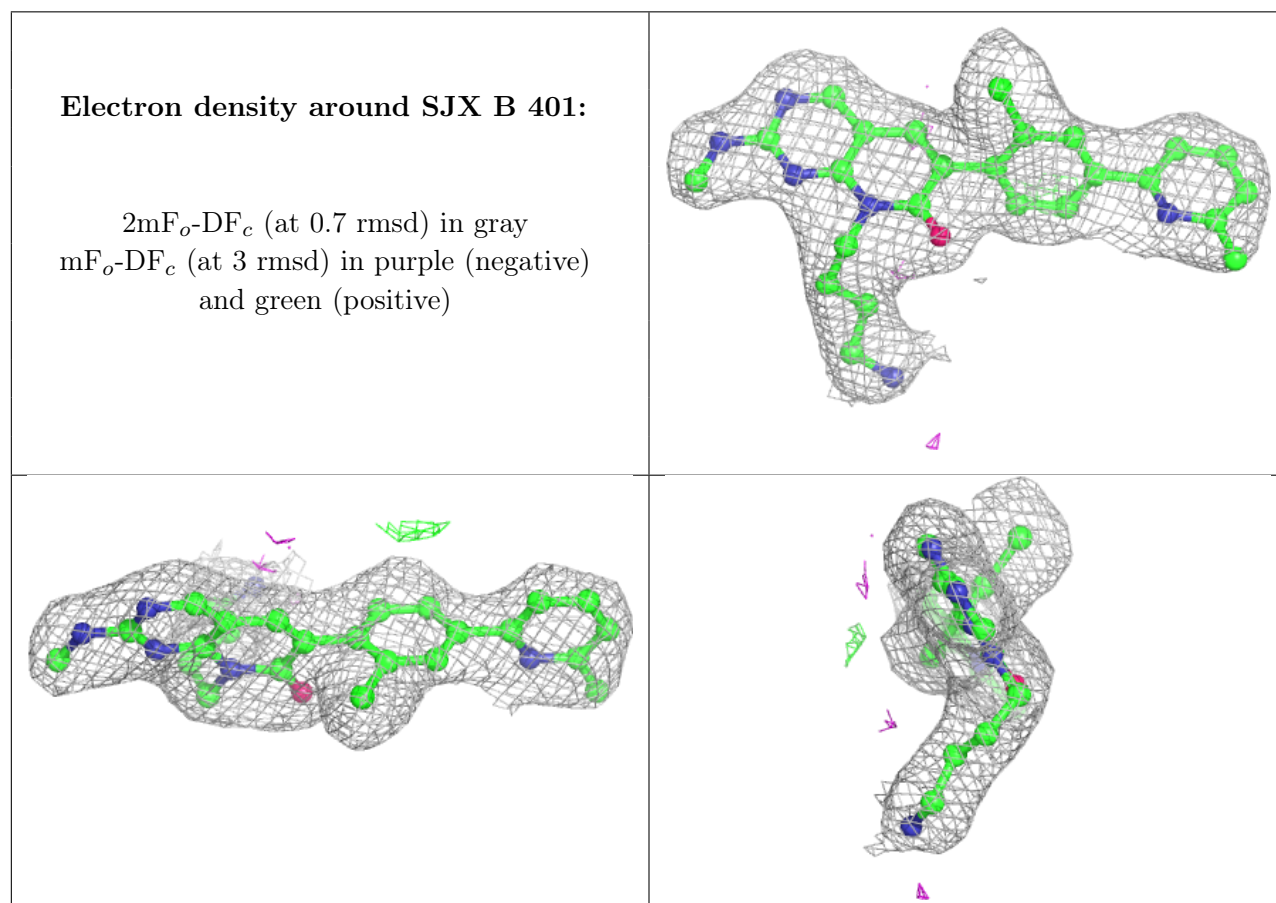 Electron density around SJX B 401:
2mFₒ-DF𝒸 (at 0.7 rmsd) in gray
mFₒ-DF𝒸 (at 3 rmsd) in purple (negative)
and green (positive)